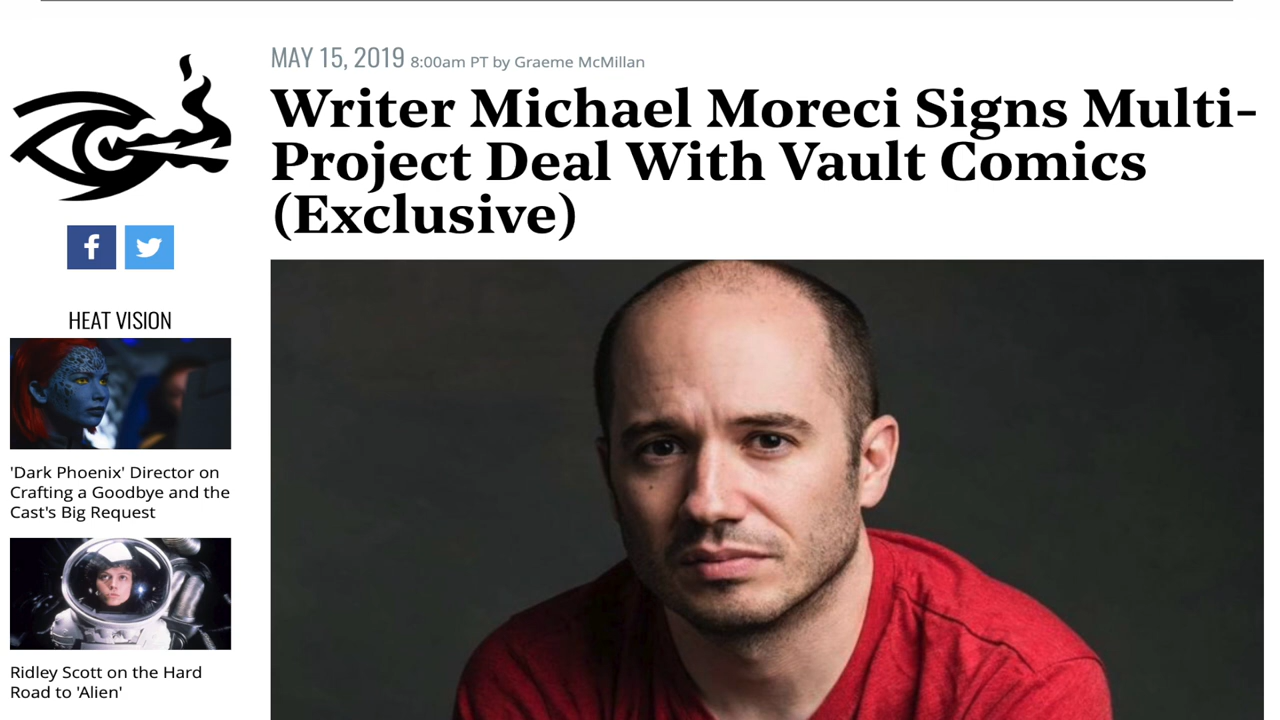 MAY 15, 2019 8:00am PT by Graeme McMillan
Writer Michael Moreci Signs Multi-
Project Deal With Vault Comics
(Exclusive)
HEAT VISION
'Dark Phoenix' Director on
Crafting a Goodbye and the
Cast's Big Request
Ridley Scott on the Hard
Road to 'Alien'